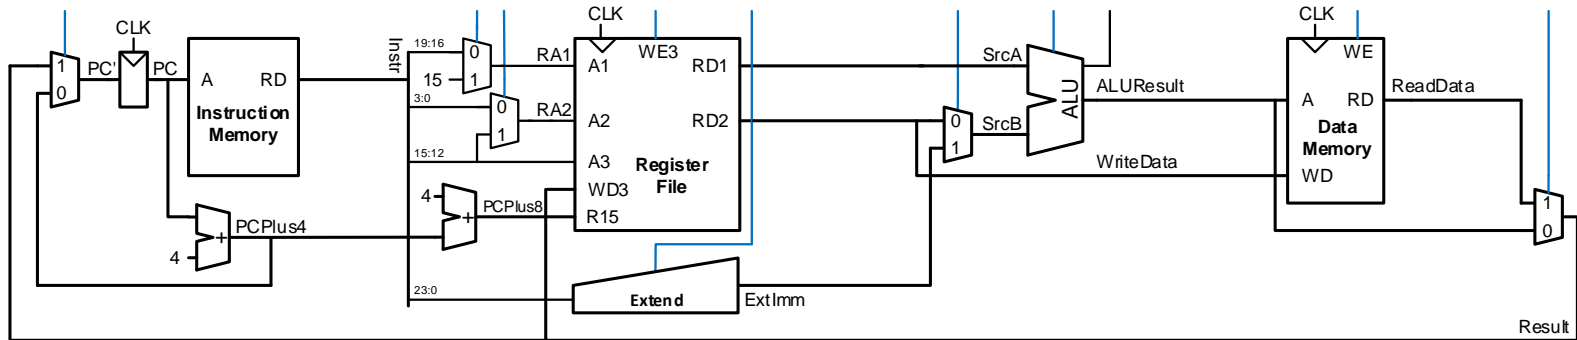 CLK
1
0
PC'
PC
A
RD
Instruction
Memory
4
+
PCPlus4
Instr
19:16
15
0
1
RA1
3:0
0
1
RA2
15:12
4
+
PCPlus8
23:0
CLK
WE3
A1
RD1
A2
RD2
A3
Register
File
WD3
R15
Extend
ExtImm
0
1
SrcA
SrcB
ALU
ALUResult
WriteData
CLK
WE
A
RD
Data
Memory
WD
ReadData
1
0
Result